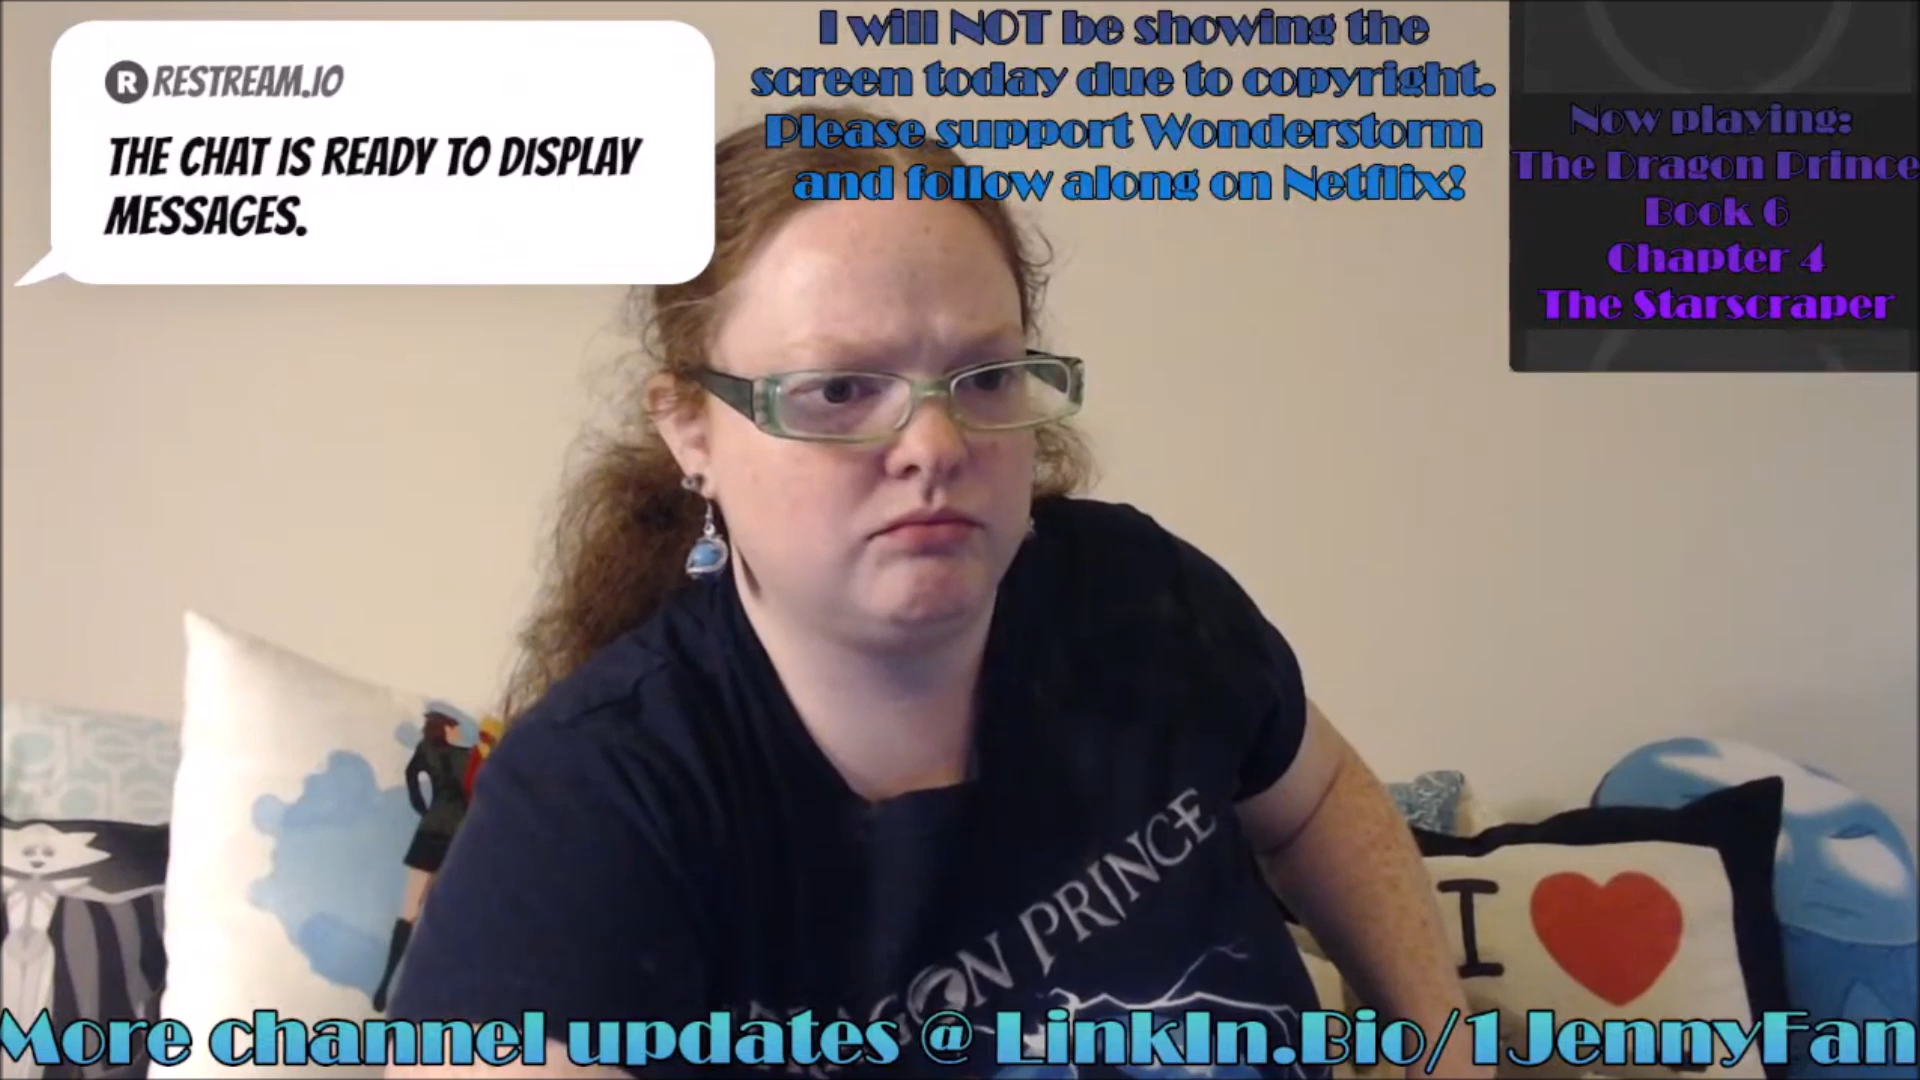 RESTREAM.IO
THE CHAT IS READY TO DISPLAY
MESSAGES.
I will NOT be showing the
screen today due to copyright.
Please support Wonderstorm
and follow along on Netflix!
Now playing:
The Dragon Prince
Book 6
Chapter 4
The Starscraper
glee
DRAGON PRINCE
I
More channel updates @ LinkIn.Bio/1JennyFan